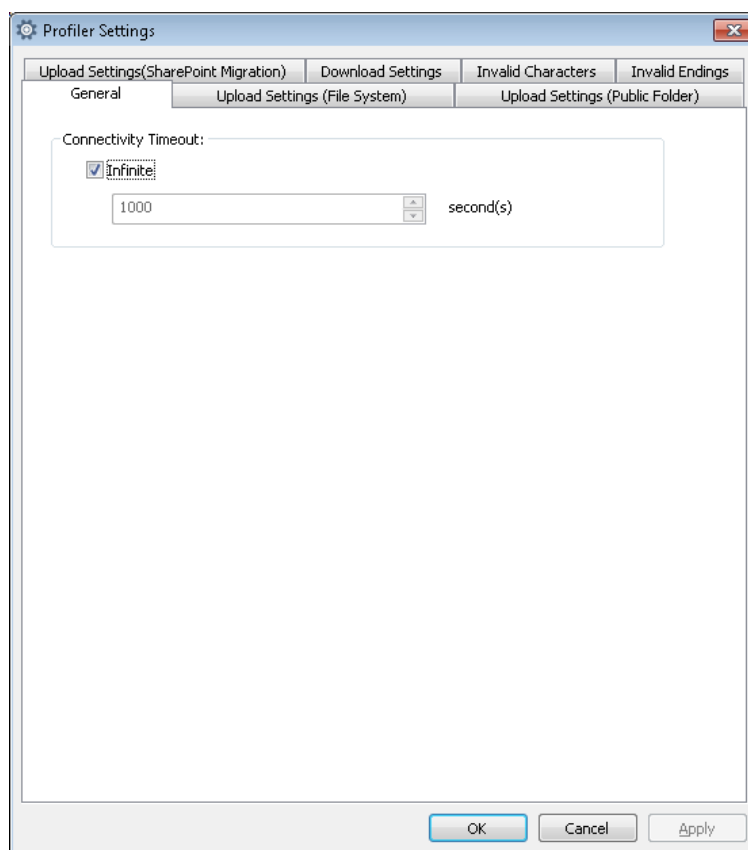 Profiler Settings
Upload Settings(SharePoint Migration) Download Settings Invalid Characters Invalid Endings
General Upload Settings (File System) Upload Settings (Public Folder)
Connectivity Timeout:
Infinite
1000 second(s)
OK Cancel Apply